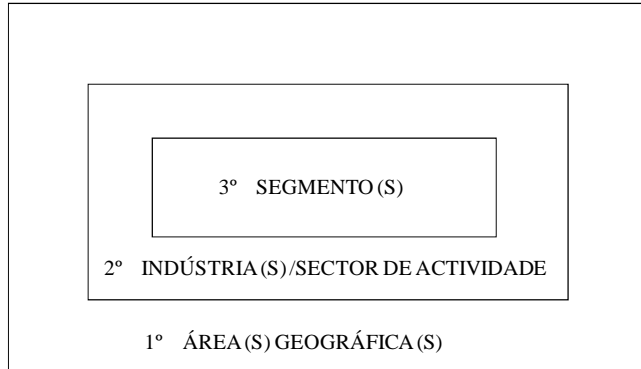 3º SEGMENTO (S)
2º INDÚSTRIA (S) /SECTOR DE ACTIVIDADE
1º ÁREA (S) GEOGRÁFICA (S)